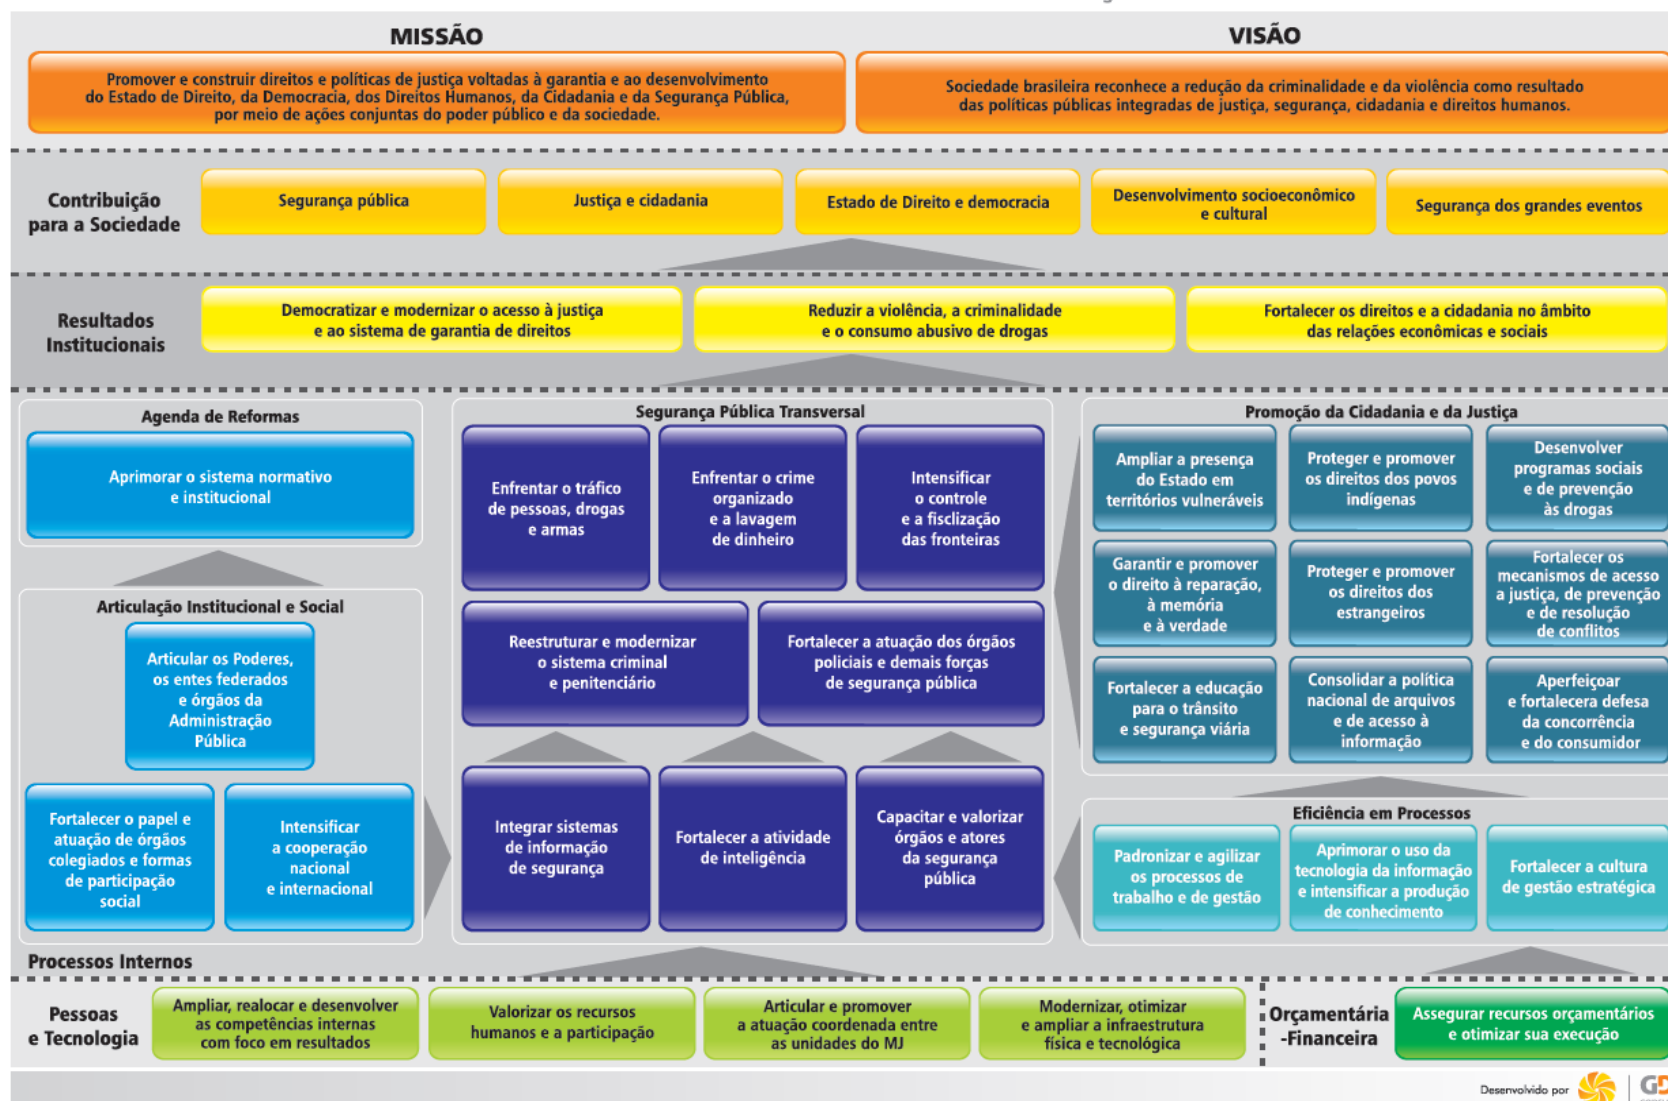 MISSÃO
Promover e construir direitos e políticas de justiça voltadas à garantia e ao desenvolvimento
do Estado de Direito, da Democracia, dos Direitos Humanos, da Cidadania e da Segurança Pública,
por meio de ações conjuntas do poder público e da sociedade.
VISÃO
Sociedade brasileira reconhece a redução da criminalidade e da violência como resultado
das políticas públicas integradas de justiça, segurança, cidadania e direitos humanos.
Contribuição
para a Sociedade
Segurança pública
Justiça e cidadania
Estado de Direito e democracia
Desenvolvimento socioeconômico
e cultural
Segurança dos grandes eventos
Resultados
Institucionais
Democratizar e modernizar o acesso à justiça
e ao sistema de garantia de direitos
Reduzir a violência, a criminalidade
e o consumo abusivo de drogas
Fortalecer os direitos e a cidadania no âmbito
das relações econômicas e sociais
Agenda de Reformas
Aprimorar o sistema normativo
e institucional
Articulação Institucional e Social
Articular os Poderes,
os entes federados
e órgãos da
Administração
Pública
Fortalecer o papel e
atuação de órgãos
colegiados e formas
de participação
social
Intensificar
a cooperação
nacional
e internacional
Segurança Pública Transversal
Enfrentar o tráfico
de pessoas, drogas
e armas
Enfrentar o crime
organizado
e a lavagem
de dinheiro
Intensificar
o controle
e a fisclização
das fronteiras
Reestruturar e modernizar
o sistema criminal
e penitenciário
Fortalecer a atuação dos órgãos
policiais e demais forças
de segurança pública
Integrar sistemas
de informação
de segurança
Fortalecer a atividade
de inteligência
Capacitar e valorizar
órgãos e atores
da segurança
pública
Promoção da Cidadania e da Justiça
Ampliar a presença
do Estado em
territórios vulneráveis
Proteger e promover
os direitos dos povos
indígenas
Desenvolver
programas sociais
e de prevenção
às drogas
Garantir e promover
o direito à reparação,
à memória
e à verdade
Proteger e promover
os direitos dos
estrangeiros
Fortalecer os
mecanismos de acesso
a justiça, de prevenção
e de resolução
de conflitos
Fortalecer a educação
para o trânsito
e segurança viária
Consolidar a política
nacional de arquivos
e de acesso à
informação
Aperfeiçoar
e fortalecera defesa
da concorrência
e do consumidor
Eficiência em Processos
Padronizar e agilizar
os processos de
trabalho e de gestão
Aprimorar o uso da
tecnologia da informação
e intensificar a produção
de conhecimento
Fortalecer a cultura
de gestão estratégica
Processos Internos
Pessoas
e Tecnologia
Ampliar, realocar e desenvolver
as competências internas
com foco em resultados
Valorizar os recursos
humanos e a participação
Articular e promover
a atuação coordenada entre
as unidades do MJ
Modernizar, otimizar
e ampliar a infraestrutura
física e tecnológica
Orçamentária
-Financeira
Assegurar recursos orçamentários
e otimizar sua execução
Desenvolvido por